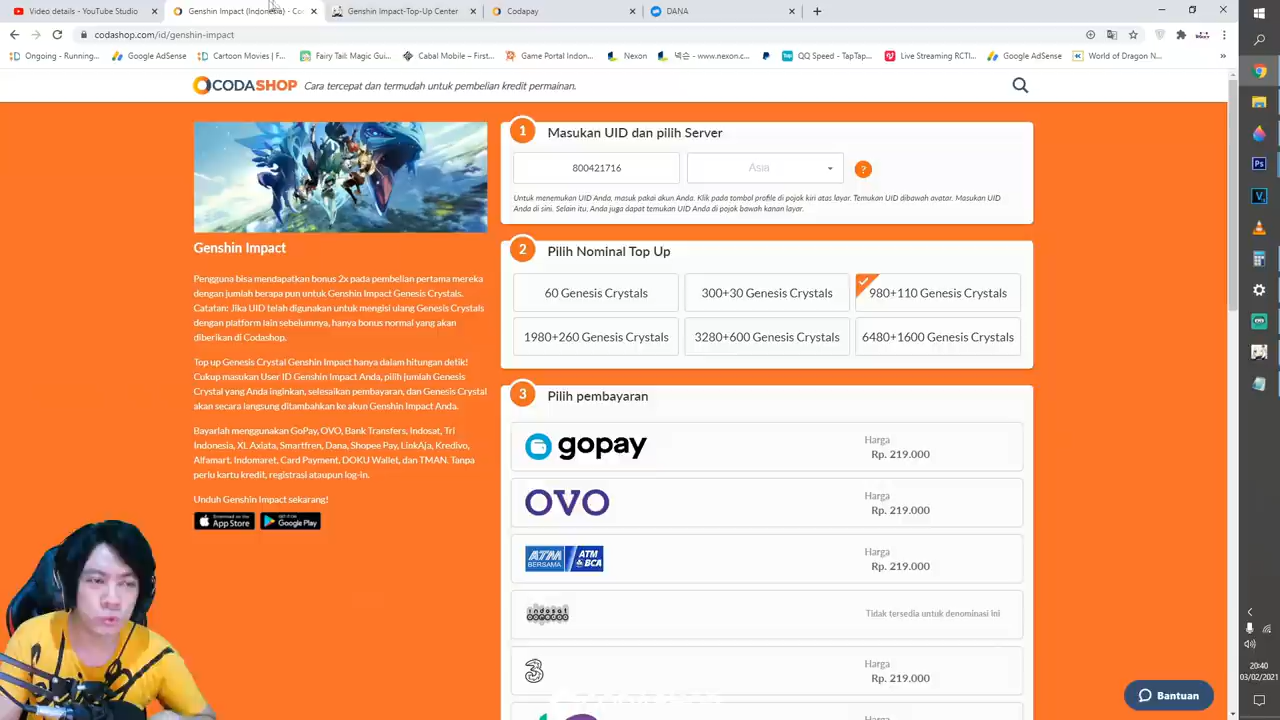 Video details - YouTube Studio
Genshin Impact (Indonesia) - Co
Genshin Impact-Top-Up Center
Codapay
DANA
codashop.com/id/genshin-impact
Ongoing - Running...
Google AdSense
Cartoon Movies | F...
Fairy Tail: Magic Gui...
Cabal Mobile – First...
Game Portal Indon...
Nexon
넥슨 - www.nexon.c...
QQ Speed - TapTap...
Live Streaming RCTI...
Google AdSense
World of Dragon N...
CODASHOP
Cara tercepat dan termudah untuk pembelian kredit permainan.
Genshin Impact
Pengguna bisa mendapatkan bonus 2x pada pembelian pertama mereka
dengan jumlah berapa pun untuk Genshin Impact Genesis Crystals.
Catatan: Jika UID telah digunakan untuk mengisi ulang Genesis Crystals
dengan platform lain sebelumnya, hanya bonus normal yang akan
diberikan di Codashop.
Top up Genesis Crystal Genshin Impact hanya dalam hitungan detik!
Cukup masukan User ID Genshin Impact Anda, pilih jumlah Genesis
Crystal yang Anda inginkan, selesaikan pembayaran, dan Genesis Crystal
akan secara langsung ditambahkan ke akun Genshin Impact Anda.
Bayarlah menggunakan GoPay, OVO, Bank Transfers, Indosat, Tri
Indonesia, XL Axiata, Smartfren, Dana, Shopee Pay, LinkAja, Kredivo,
Alfamart, Indomaret, Card Payment, DOKU Wallet, dan TMAN. Tanpa
perlu kartu kredit, registrasi ataupun log-in.
Unduh Genshin Impact sekarang!
App Store
Google Play
1 Masukan UID dan pilih Server
800421716
Asia
?
Untuk menemukan UID Anda, masuk pakai akun Anda. Klik pada tombol profile di pojok kiri atas layar. Temukan UID dibawah avatar. Masukan UID
Anda di sini. Selain itu, Anda juga dapat temukan UID Anda di pojok bawah kanan layar.
2 Pilih Nominal Top Up
60 Genesis Crystals
300+30 Genesis Crystals
980+110 Genesis Crystals
1980+260 Genesis Crystals
3280+600 Genesis Crystals
6480+1600 Genesis Crystals
3 Pilih pembayaran
gopay
Harga
Rp. 219.000
OVO
Harga
Rp. 219.000
ATM BERSAMA
ATM BCA
Harga
Rp. 219.000
indosat ooredoo
Tidak tersedia untuk denominasi ini
3
Harga
Rp. 219.000
Harga
Bantuan
20:40
03/02/2021